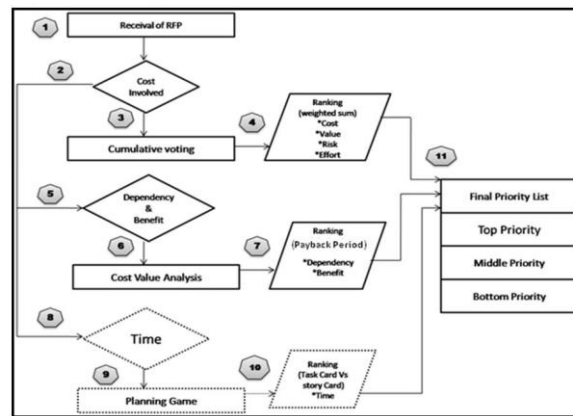 1
Receival of RFP
2
Cost
Involved
3
Cumulative voting
4
Ranking
(weighted sum)
*Cost
*Value
*Risk
*Effort
5
Dependency
&
Benefit
6
Cost Value Analysis
7
Ranking
(Payback Period)
*Dependency
*Benefit
8
Time
9
Planning Game
10
Ranking
(Task Card Vs
story Card)
*Time
11
Final Priority List
Top Priority
Middle Priority
Bottom Priority